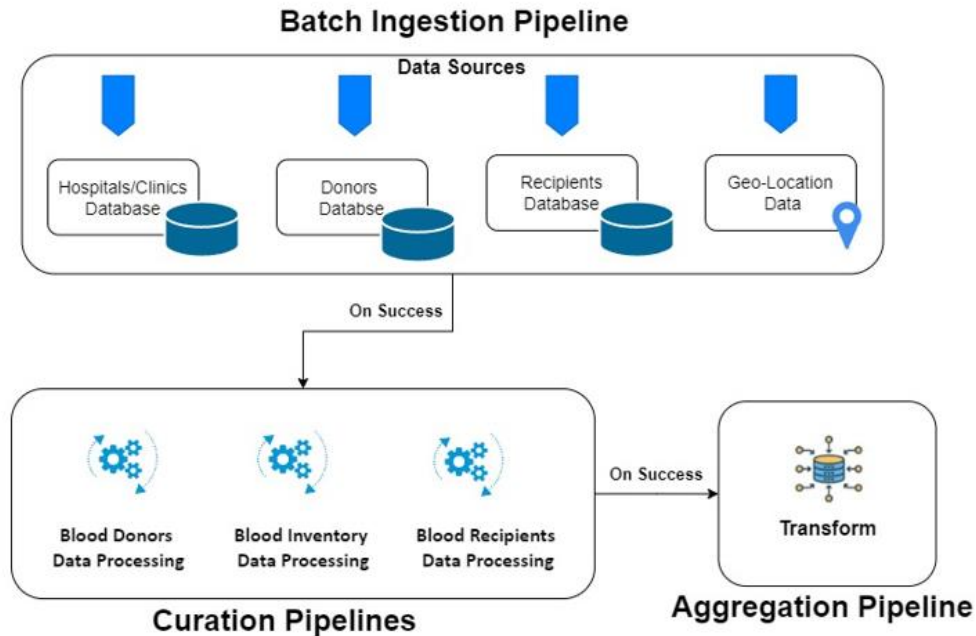 Batch Ingestion Pipeline
Data Sources
Hospitals/Clinics
Database
Donors
Databse
Recipients
Database
Geo-Location
Data
On Success
Blood Donors
Data Processing
Blood Inventory
Data Processing
Blood Recipients
Data Processing
On Success
Transform
Curation Pipelines
Aggregation Pipeline